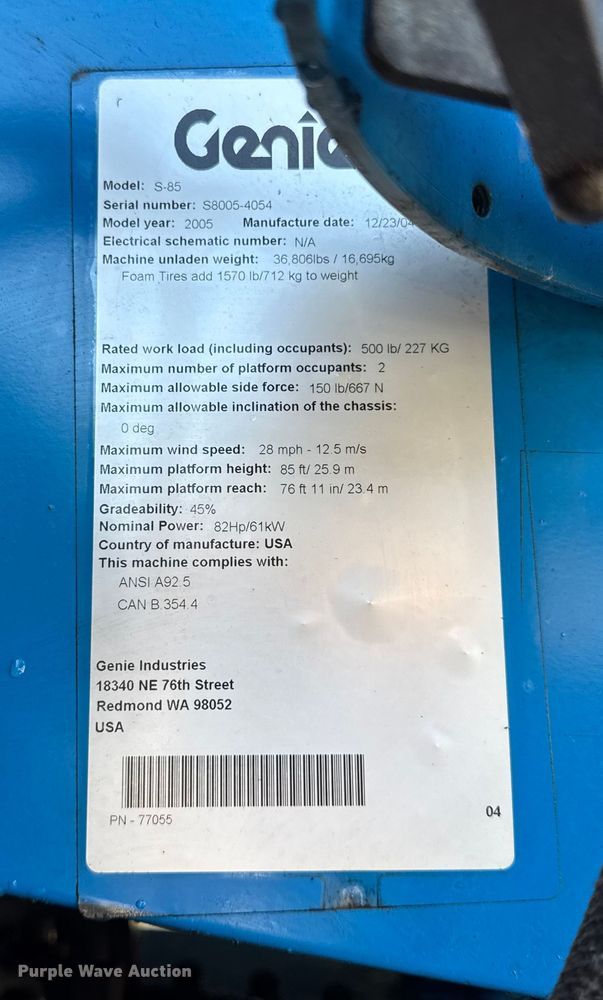 Genie
Model: S-85
Serial number: S8005-4054
Model year: 2005 Manufacture date: 12/23/04
Electrical schematic number: N/A
Machine unladen weight: 36,806lbs / 16,695kg
Foam Tires add 1570 lb/712 kg to weight
Rated work load (including occupants): 500 lb/ 227 KG
Maximum number of platform occupants: 2
Maximum allowable side force: 150 lb/667 N
Maximum allowable inclination of the chassis:
0 deg
Maximum wind speed: 28 mph - 12.5 m/s
Maximum platform height: 85 ft/ 25.9 m
Maximum platform reach: 76 ft 11 in/ 23.4 m
Gradeability: 45%
Nominal Power: 82Hp/61kW
Country of manufacture: USA
This machine complies with:
ANSI A92.5
CAN B.354.4
Genie Industries
18340 NE 76th Street
Redmond WA 98052
USA
PN - 77055
04
Purple Wave Auction